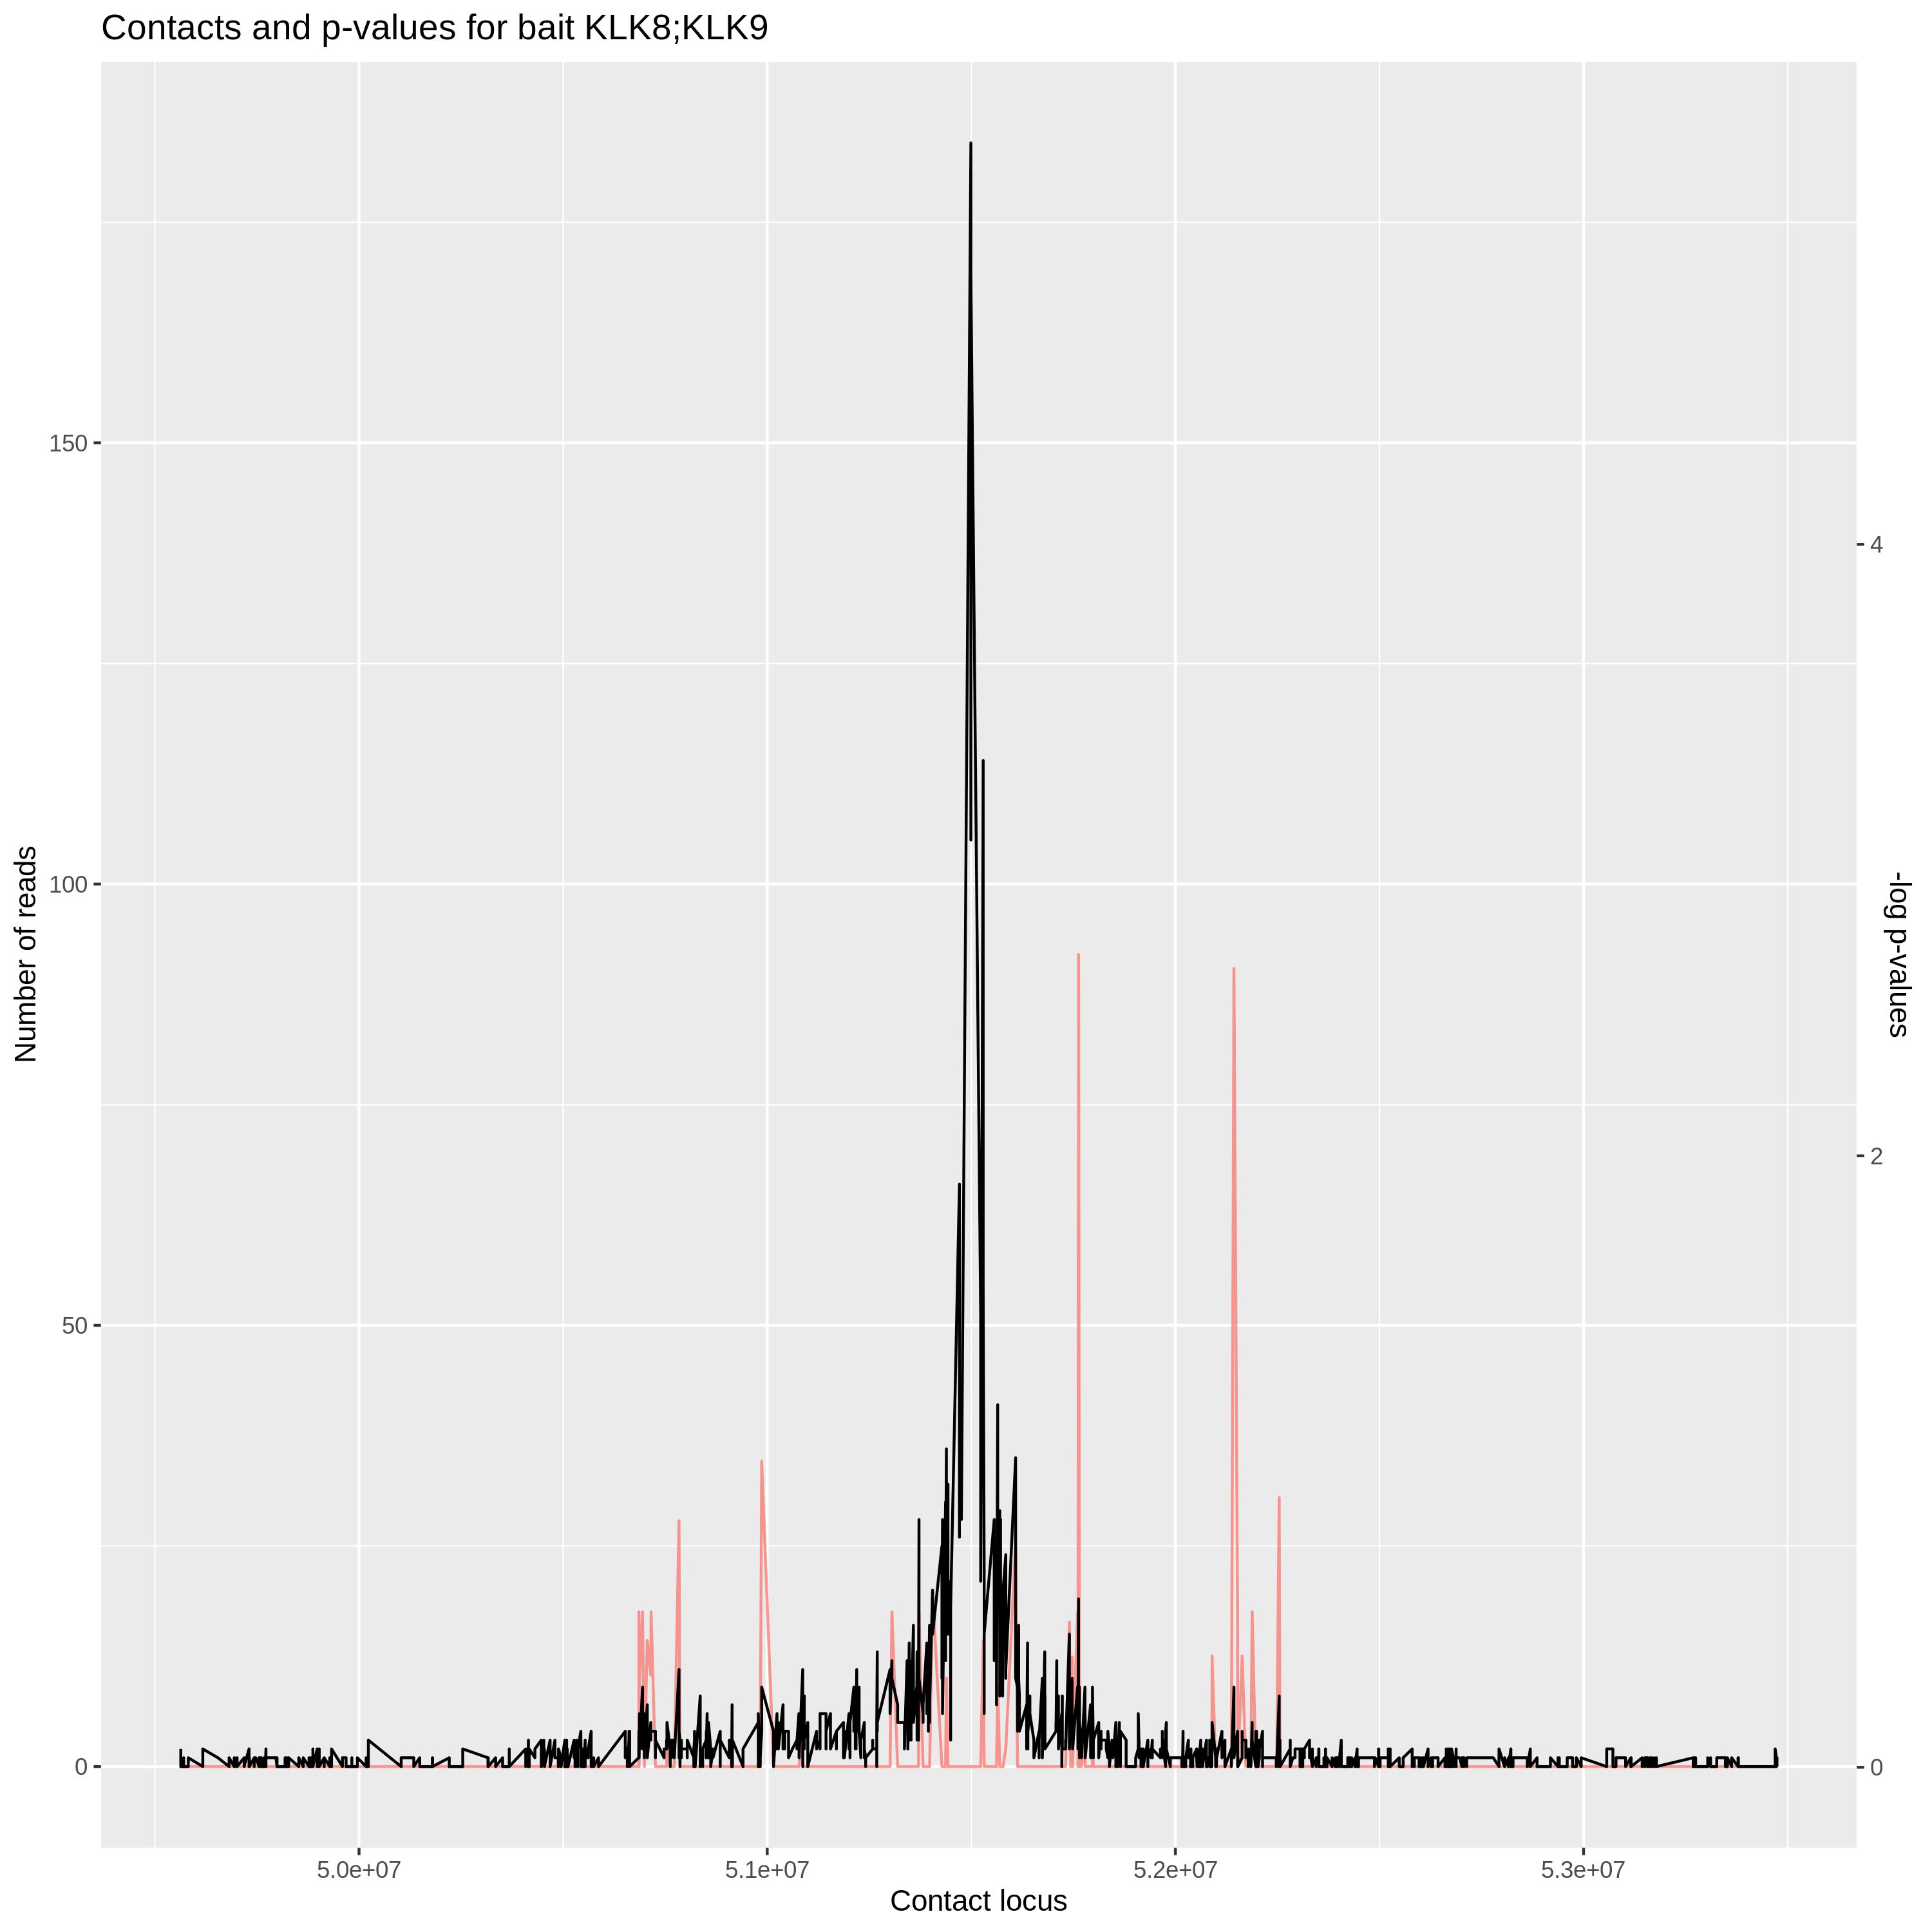 Contacts and p-values for bait KLK8;KLK9
Number of reads
150
100
50
0
-log p-values
4
2
0
5.0e+07
5.1e+07
5.2e+07
5.3e+07
Contact locus